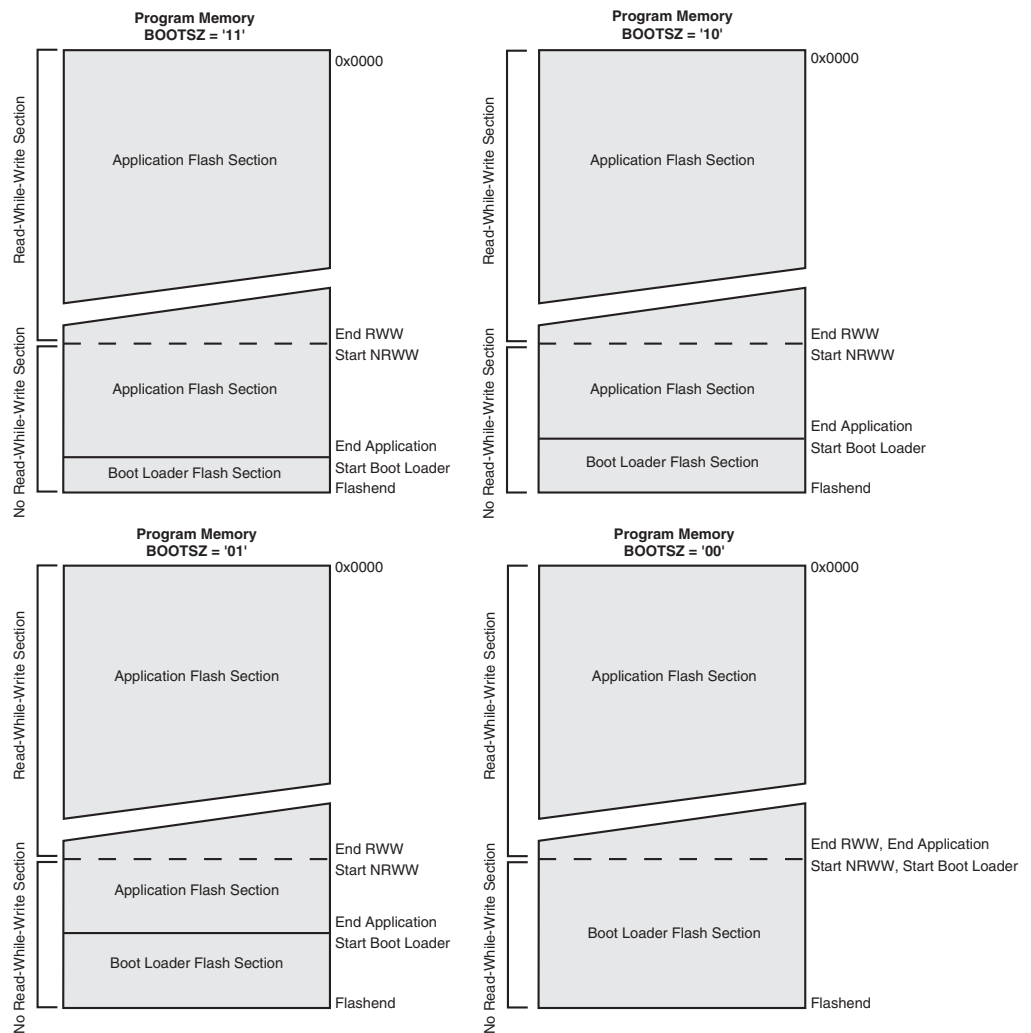 Program Memory
BOOTSZ = '11'
0x0000
Read-While-Write Section
Application Flash Section
End RWW
Start NRWW
No Read-While-Write Section
Application Flash Section
End Application
Start Boot Loader
Boot Loader Flash Section
Flashend
Program Memory
BOOTSZ = '10'
0x0000
Read-While-Write Section
Application Flash Section
End RWW
Start NRWW
No Read-While-Write Section
Application Flash Section
End Application
Start Boot Loader
Boot Loader Flash Section
Flashend
Program Memory
BOOTSZ = '01'
0x0000
Read-While-Write Section
Application Flash Section
End RWW
Start NRWW
No Read-While-Write Section
Application Flash Section
End Application
Start Boot Loader
Boot Loader Flash Section
Flashend
Program Memory
BOOTSZ = '00'
0x0000
Read-While-Write Section
Application Flash Section
End RWW, End Application
Start NRWW, Start Boot Loader
No Read-While-Write Section
Boot Loader Flash Section
Flashend